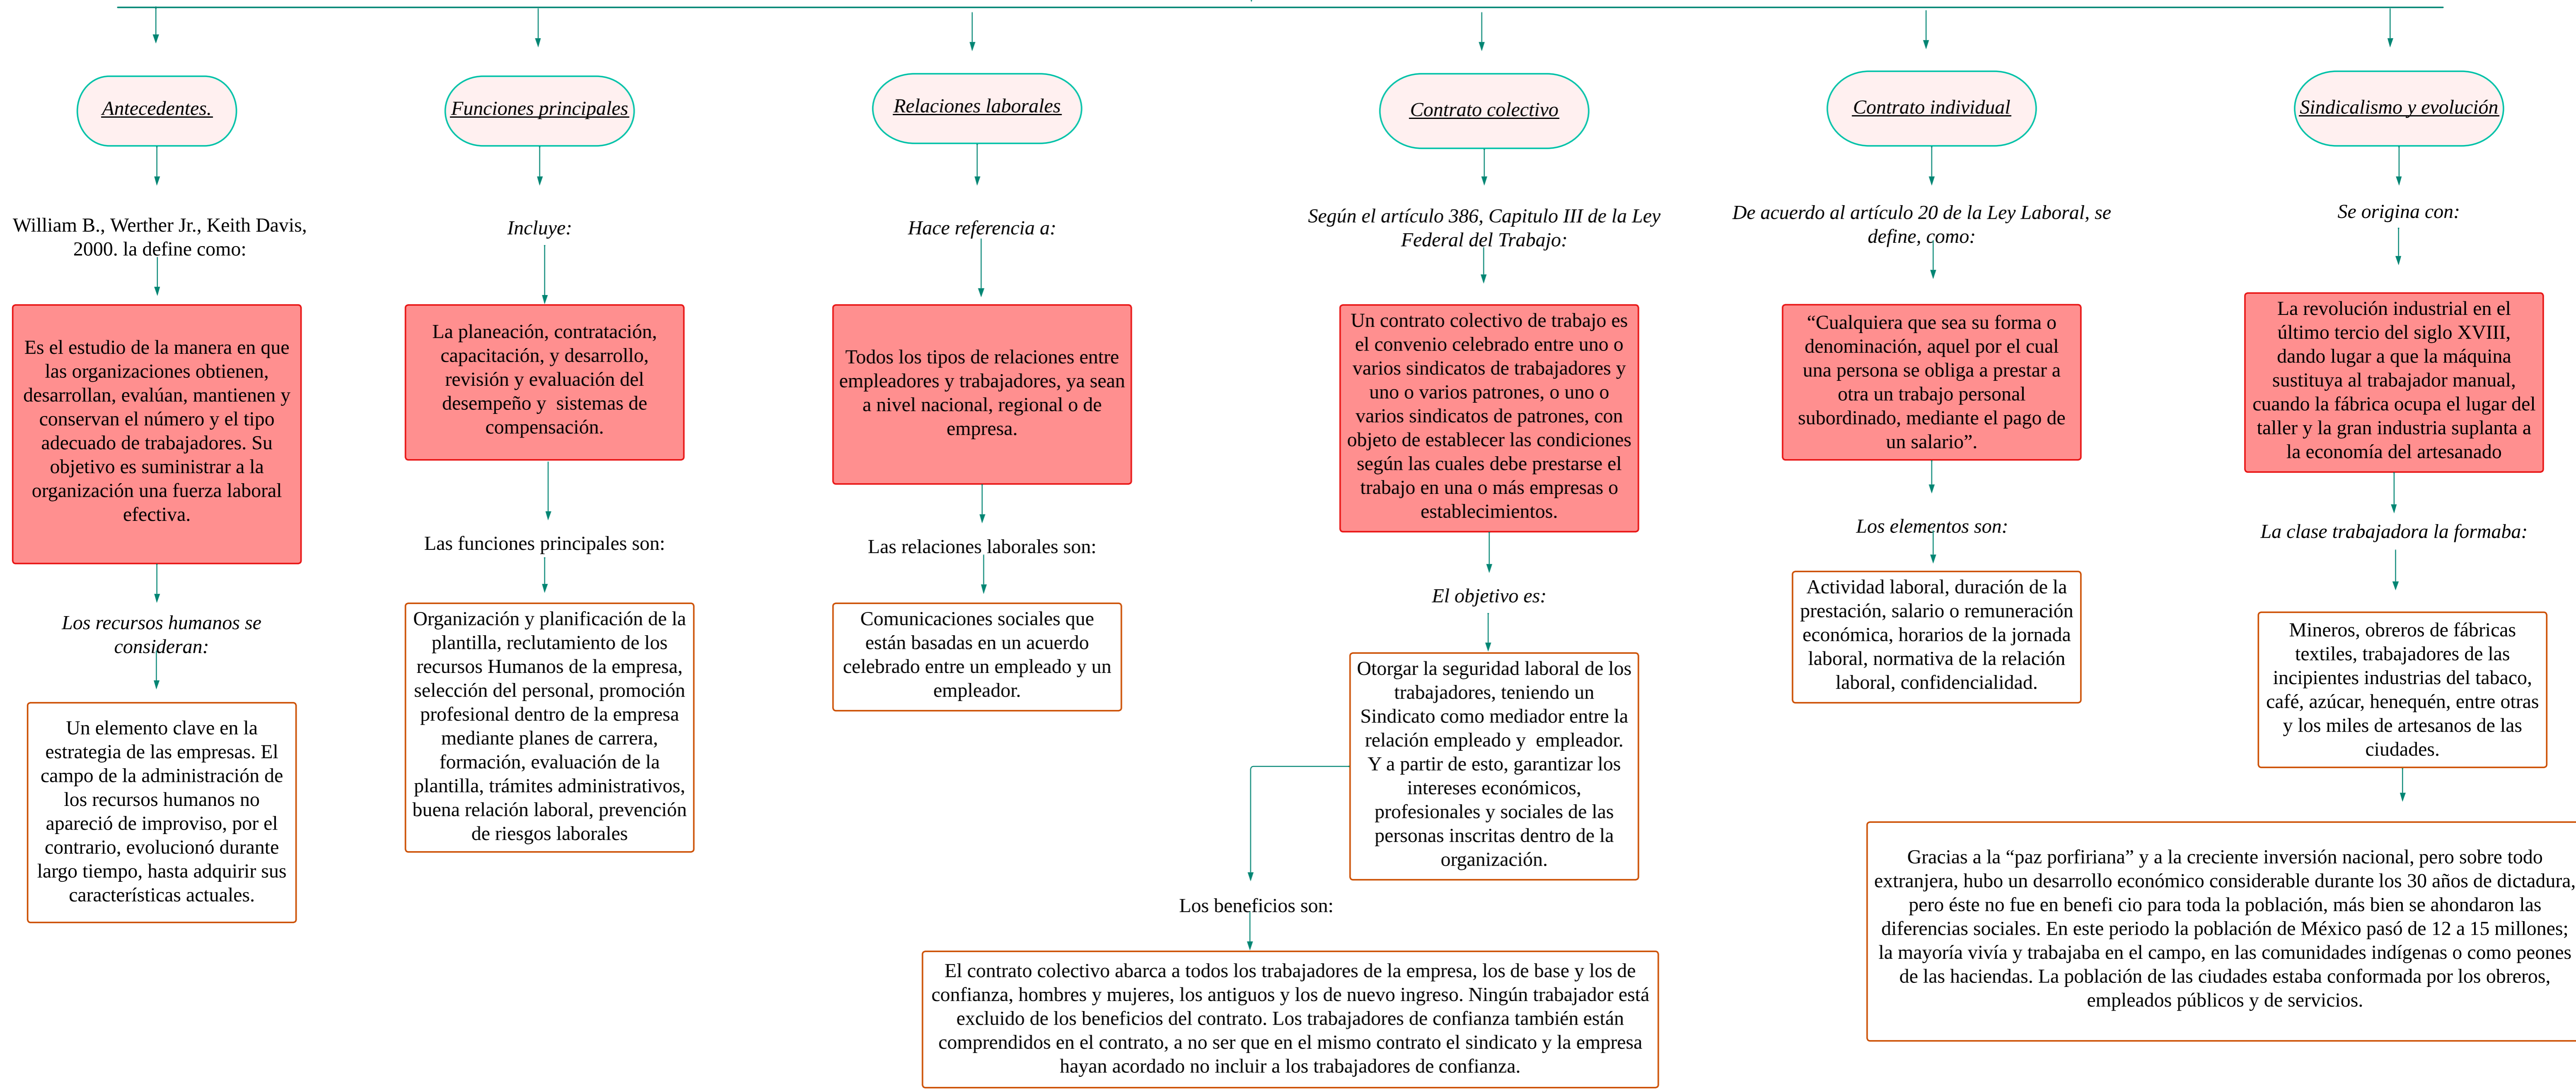 Antecedentes.
William B., Werther Jr., Keith Davis,
2000. la define como:
Es el estudio de la manera en que
las organizaciones obtienen,
desarrollan, evalúan, mantienen y
conservan el número y el tipo
adecuado de trabajadores. Su
objetivo es suministrar a la
organización una fuerza laboral
efectiva.
Los recursos humanos se
consideran:
Un elemento clave en la
estrategia de las empresas. El
campo de la administración de
los recursos humanos no
apareció de improviso, por el
contrario, evolucionó durante
largo tiempo, hasta adquirir sus
características actuales.
Funciones principales
Incluye:
La planeación, contratación,
capacitación, y desarrollo,
revisión y evaluación del
desempeño y  sistemas de
compensación.
Las funciones principales son:
Organización y planificación de la
plantilla, reclutamiento de los
recursos Humanos de la empresa,
selección del personal, promoción
profesional dentro de la empresa
mediante planes de carrera,
formación, evaluación de la
plantilla, trámites administrativos,
buena relación laboral, prevención
de riesgos laborales
Relaciones laborales
Hace referencia a:
Todos los tipos de relaciones entre
empleadores y trabajadores, ya sean
a nivel nacional, regional o de
empresa.
Las relaciones laborales son:
Comunicaciones sociales que
están basadas en un acuerdo
celebrado entre un empleado y un
empleador.
Contrato colectivo
Según el artículo 386, Capitulo III de la Ley
Federal del Trabajo:
Un contrato colectivo de trabajo es
el convenio celebrado entre uno o
varios sindicatos de trabajadores y
uno o varios patrones, o uno o
varios sindicatos de patrones, con
objeto de establecer las condiciones
según las cuales debe prestarse el
trabajo en una o más empresas o
establecimientos.
El objetivo es:
Otorgar la seguridad laboral de los
trabajadores, teniendo un
Sindicato como mediador entre la
relación empleado y  empleador.
Y a partir de esto, garantizar los
intereses económicos,
profesionales y sociales de las
personas inscritas dentro de la
organización.
Los beneficios son:
El contrato colectivo abarca a todos los trabajadores de la empresa, los de base y los de
confianza, hombres y mujeres, los antiguos y los de nuevo ingreso. Ningún trabajador está
excluido de los beneficios del contrato. Los trabajadores de confianza también están
comprendidos en el contrato, a no ser que en el mismo contrato el sindicato y la empresa
hayan acordado no incluir a los trabajadores de confianza.
Contrato individual
De acuerdo al artículo 20 de la Ley Laboral, se
define, como:
“Cualquiera que sea su forma o
denominación, aquel por el cual
una persona se obliga a prestar a
otra un trabajo personal
subordinado, mediante el pago de
un salario”.
Los elementos son:
Actividad laboral, duración de la
prestación, salario o remuneración
económica, horarios de la jornada
laboral, normativa de la relación
laboral, confidencialidad.
Sindicalismo y evolución
Se origina con:
La revolución industrial en el
último tercio del siglo XVIII,
dando lugar a que la máquina
sustituya al trabajador manual,
cuando la fábrica ocupa el lugar del
taller y la gran industria suplanta a
la economía del artesanado
La clase trabajadora la formaba:
Mineros, obreros de fábricas
textiles, trabajadores de las
incipientes industrias del tabaco,
café, azúcar, henequén, entre otras
y los miles de artesanos de las
ciudades.
Gracias a la “paz porfiriana” y a la creciente inversión nacional, pero sobre todo
extranjera, hubo un desarrollo económico considerable durante los 30 años de dictadura,
pero éste no fue en benefi cio para toda la población, más bien se ahondaron las
diferencias sociales. En este periodo la población de México pasó de 12 a 15 millones;
la mayoría vivía y trabajaba en el campo, en las comunidades indígenas o como peones
de las haciendas. La población de las ciudades estaba conformada por los obreros,
empleados públicos y de servicios.